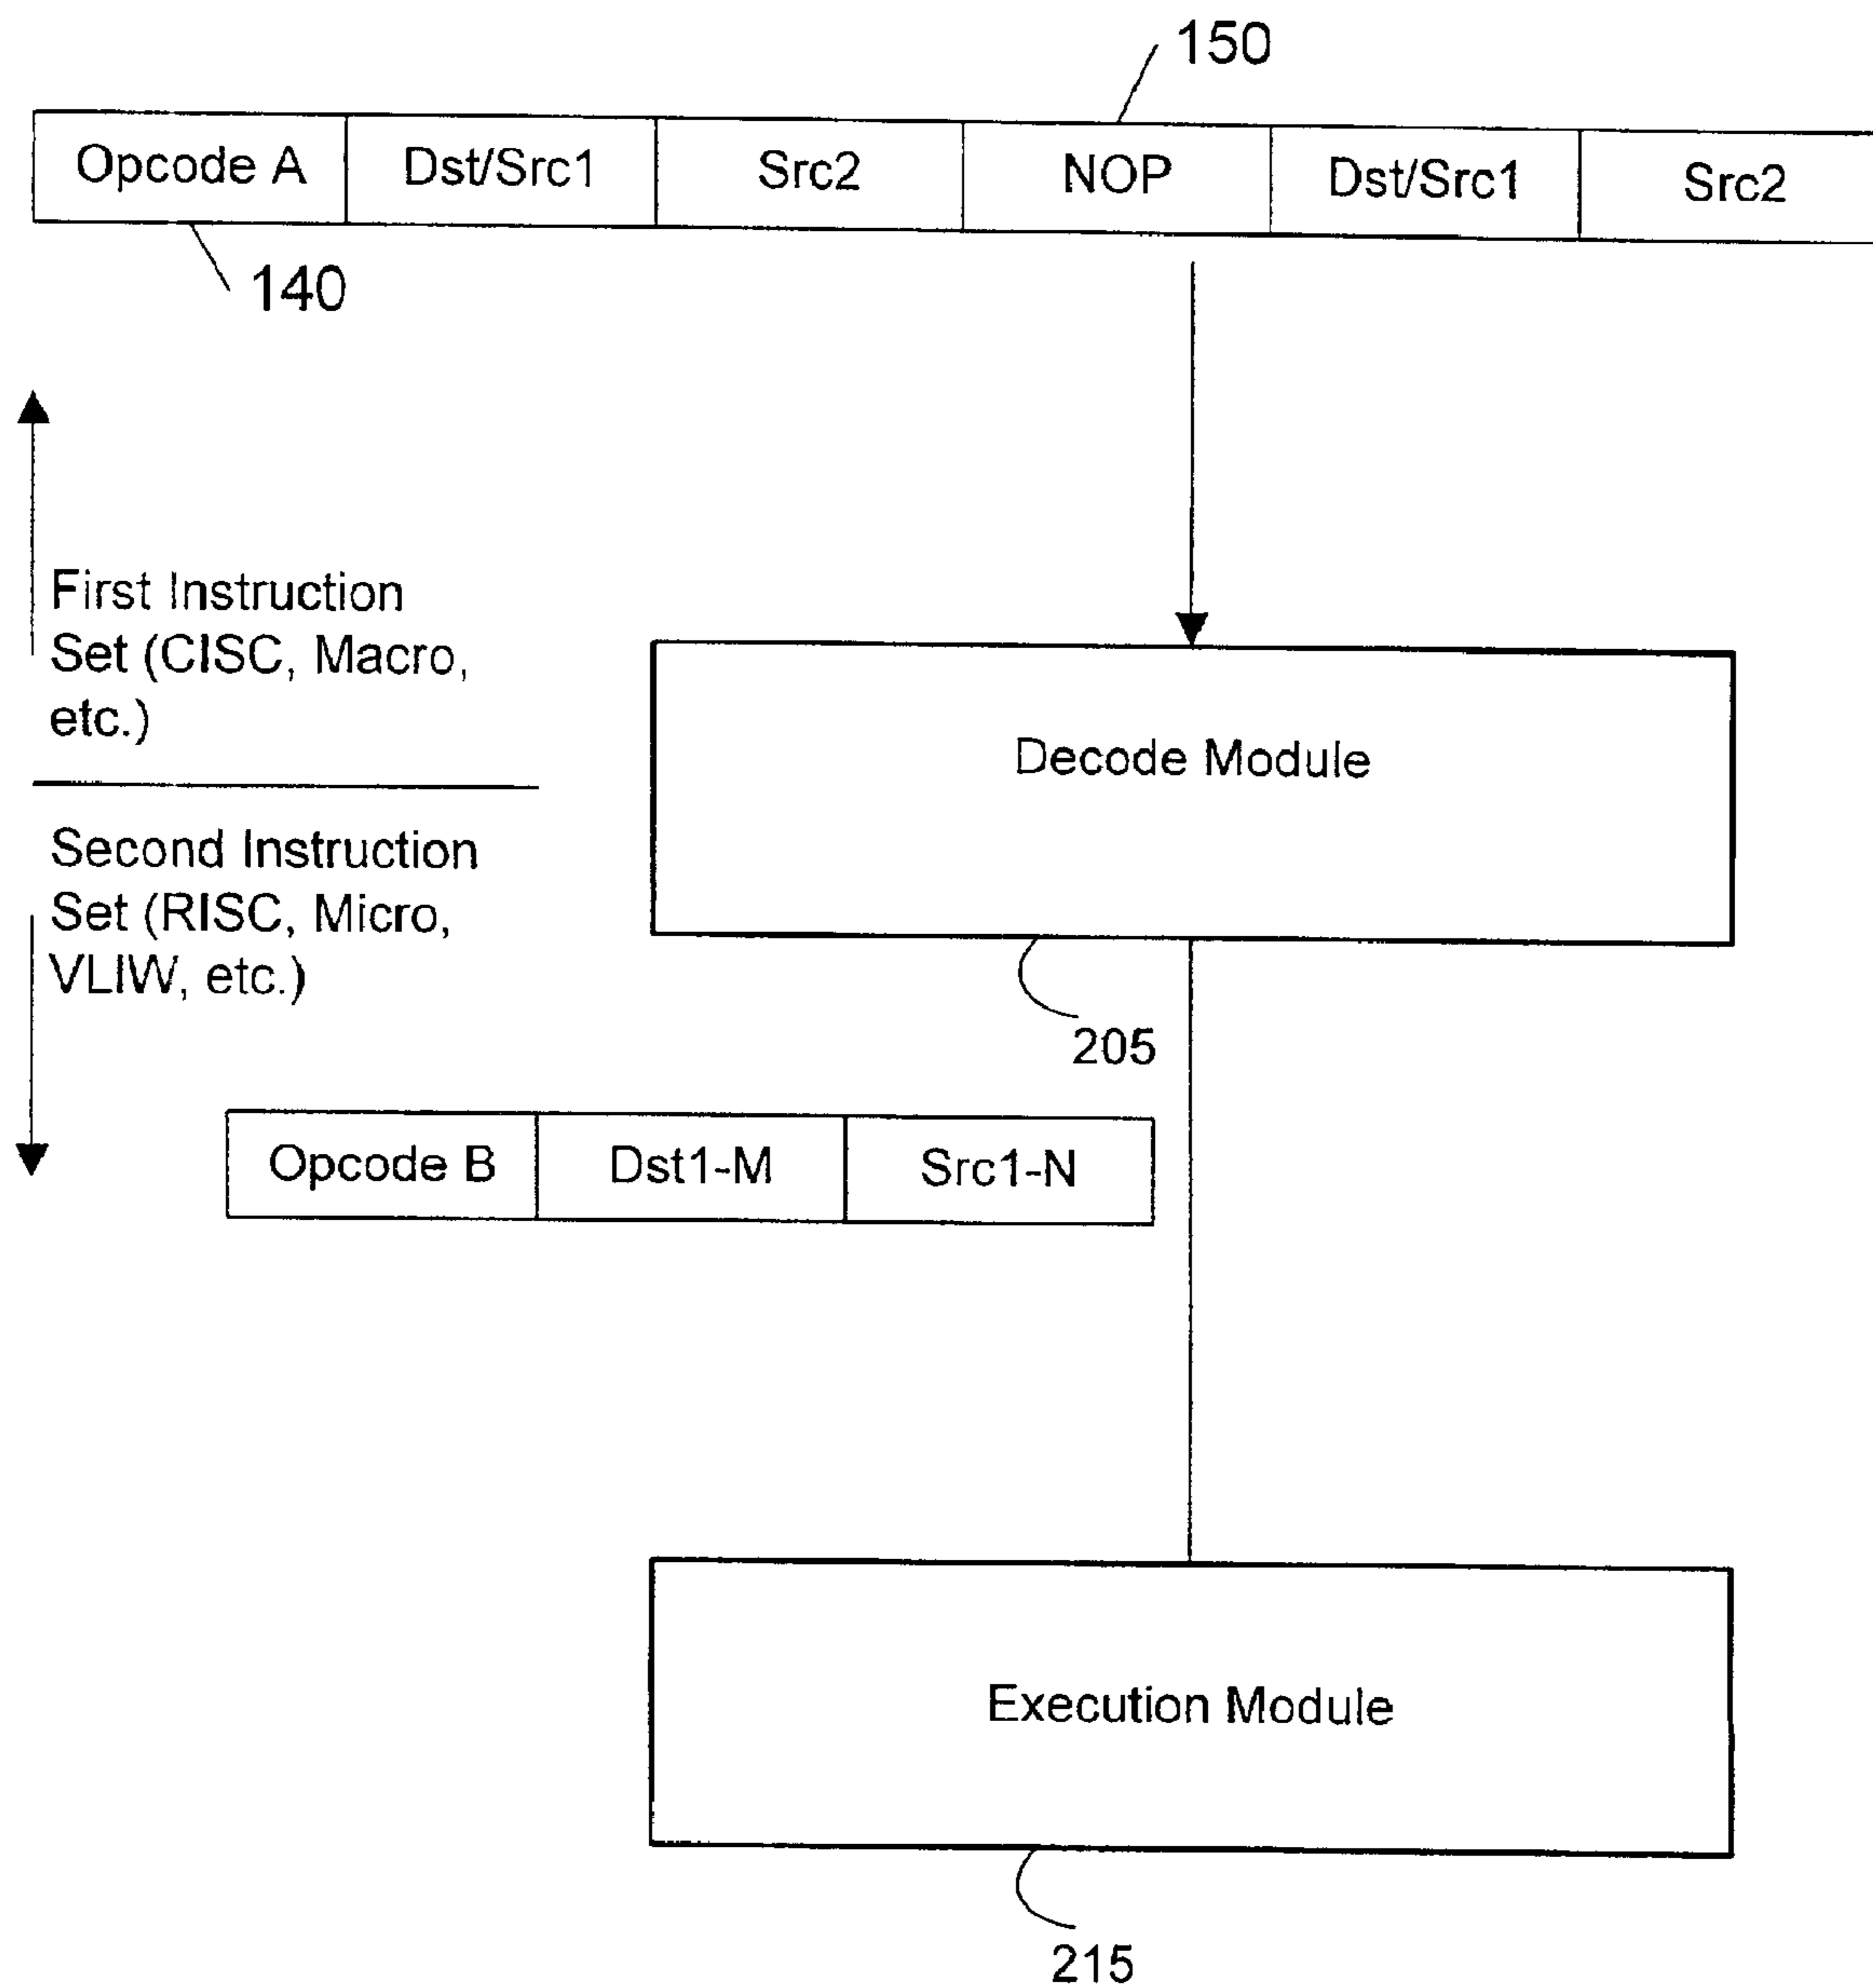 150
Opcode A Dst/Src1 Src2 NOP Dst/Src1 Src2
140
First Instruction
Set (CISC, Macro,
etc.)
Decode Module
Second Instruction
Set (RISC, Micro,
VLIW, etc.)
205
Opcode B Dst1-M Src1-N
Execution Module
215